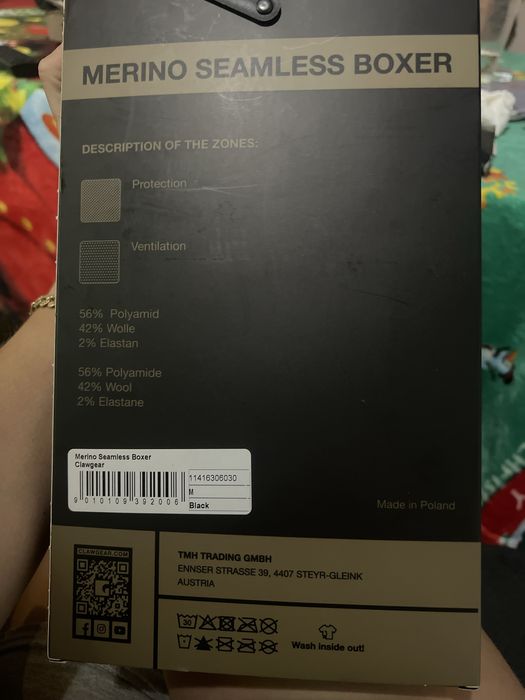 MERINO SEAMLESS BOXER
DESCRIPTION OF THE ZONES:
Protection
Ventilation
56% Polyamid
42% Wolle
2% Elastan
56% Polyamide
42% Wool
2% Elastane
Merino Seamless Boxer
Clawgear
11416306030
M
9 010109 392006
Black
Made in Poland
CLAWGEAR.COM
TMH TRADING GMBH
ENNSER STRASSE 39, 4407 STEYR-GLEINK
AUSTRIA
30
Wash inside out!